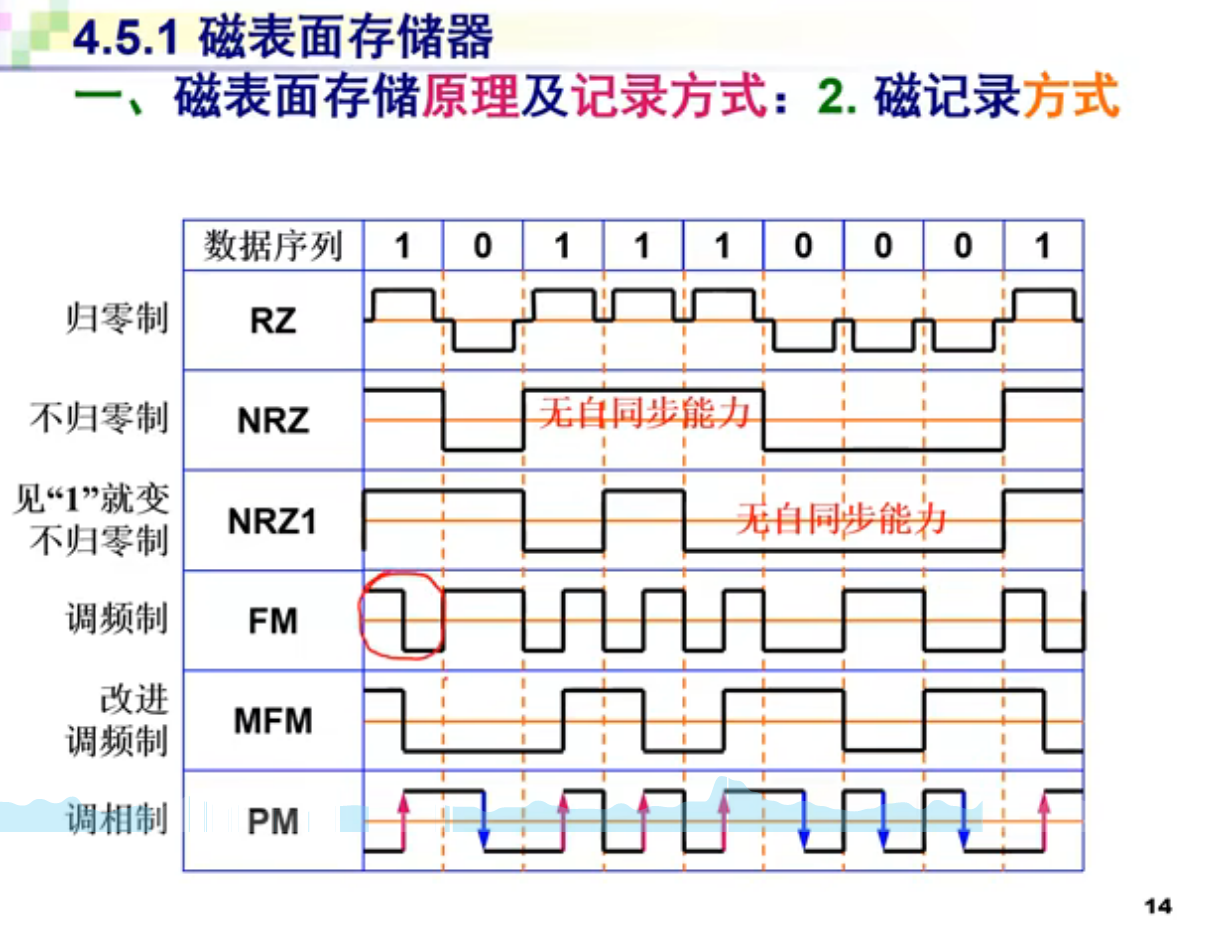 4.5.1 磁表面存储器
一、磁表面存储原理及记录方式：2. 磁记录方式
数据序列 1 0 1 1 1 0 0 0 1
归零制 RZ
不归零制 NRZ 无自同步能力
见“1”就变
不归零制 NRZ1 无自同步能力
调频制 FM
改进
调频制 MFM
调相制 PM
14